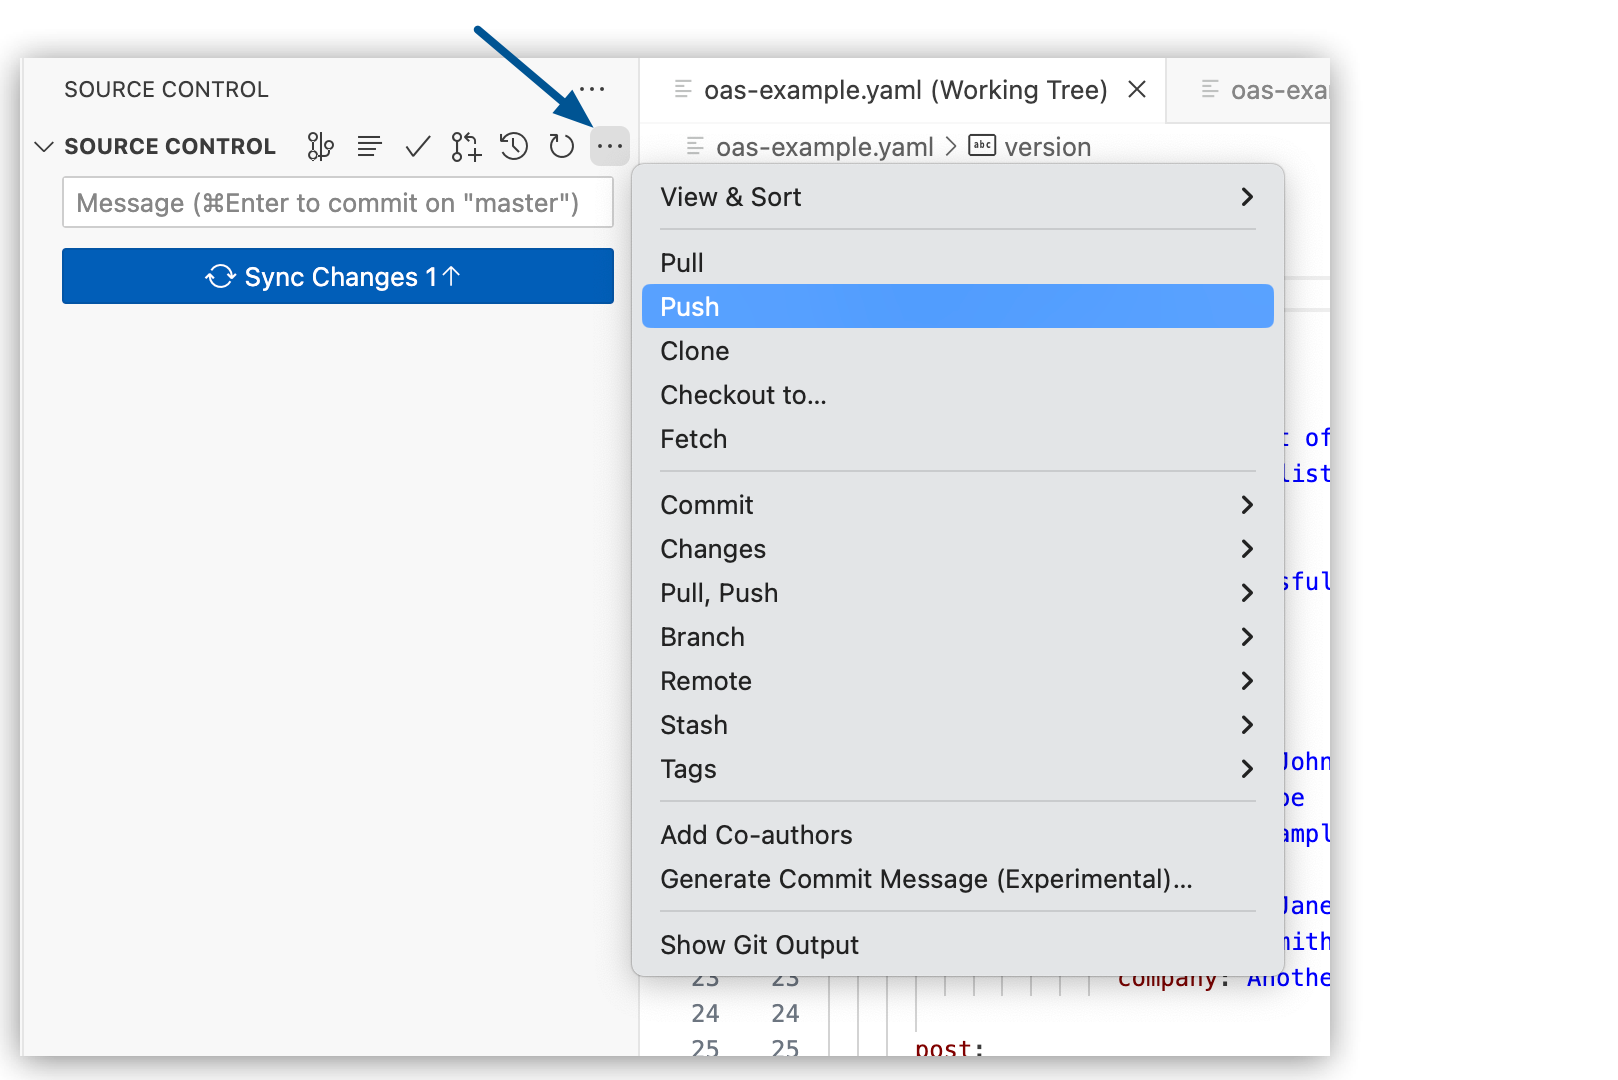 SOURCE CONTROL ···
SOURCE CONTROL
Message (⌘Enter to commit on "master")
Sync Changes 1↑
oas-example.yaml (Working Tree)
oas-exa
oas-example.yaml > abc version
View & Sort
Pull
Push
Clone
Checkout to...
Fetch
Commit
Changes
Pull, Push
Branch
Remote
Stash
Tags
Add Co-authors
Generate Commit Message (Experimental)...
Show Git Output
of
list
sful
John
oe
ampl
Jane
mith
23 23 company: Anothe
24 24
25 25 post: